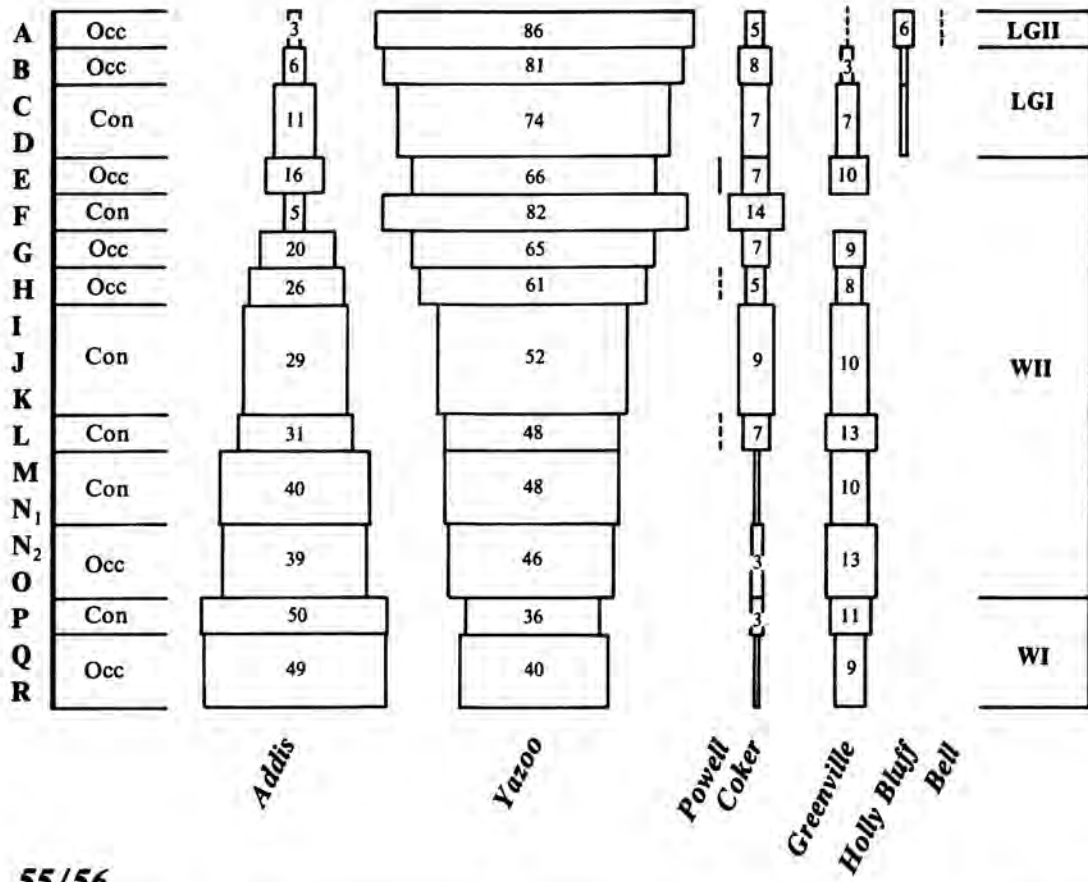 A Occ 3 86 5 6 LGII
B Occ 6 81 8 3
C LGI
Con 11 74 7 7
D
E Occ 16 66 7 10
F Con 5 82 14
G Occ 20 65 7 9
H Occ 26 61 5 8
I
J Con 29 52 9 10 WII
K
L Con 31 48 7 13
M
Con 40 48 10
N1
N2
Occ 39 46 3 13
O
P Con 50 36 3 11
Q
Occ 49 40 9 WI
R
Addis Yazoo Powell Coker Greenville Holly Bluff Bell
55/56